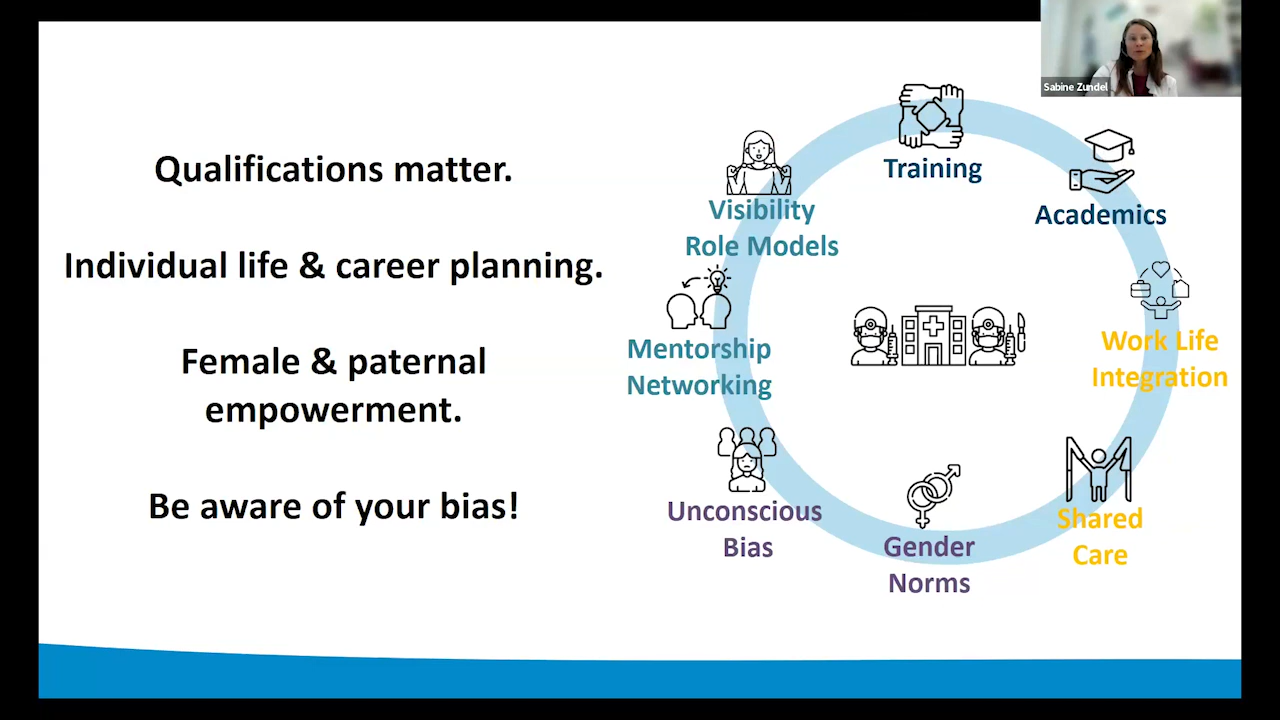 Sabine Zundel
Qualifications matter.
Individual life & career planning.
Female & paternal
empowerment.
Be aware of your bias!
Training
Academics
Work Life
Integration
Shared
Care
Gender
Norms
Unconscious
Bias
Mentorship
Networking
Visibility
Role Models